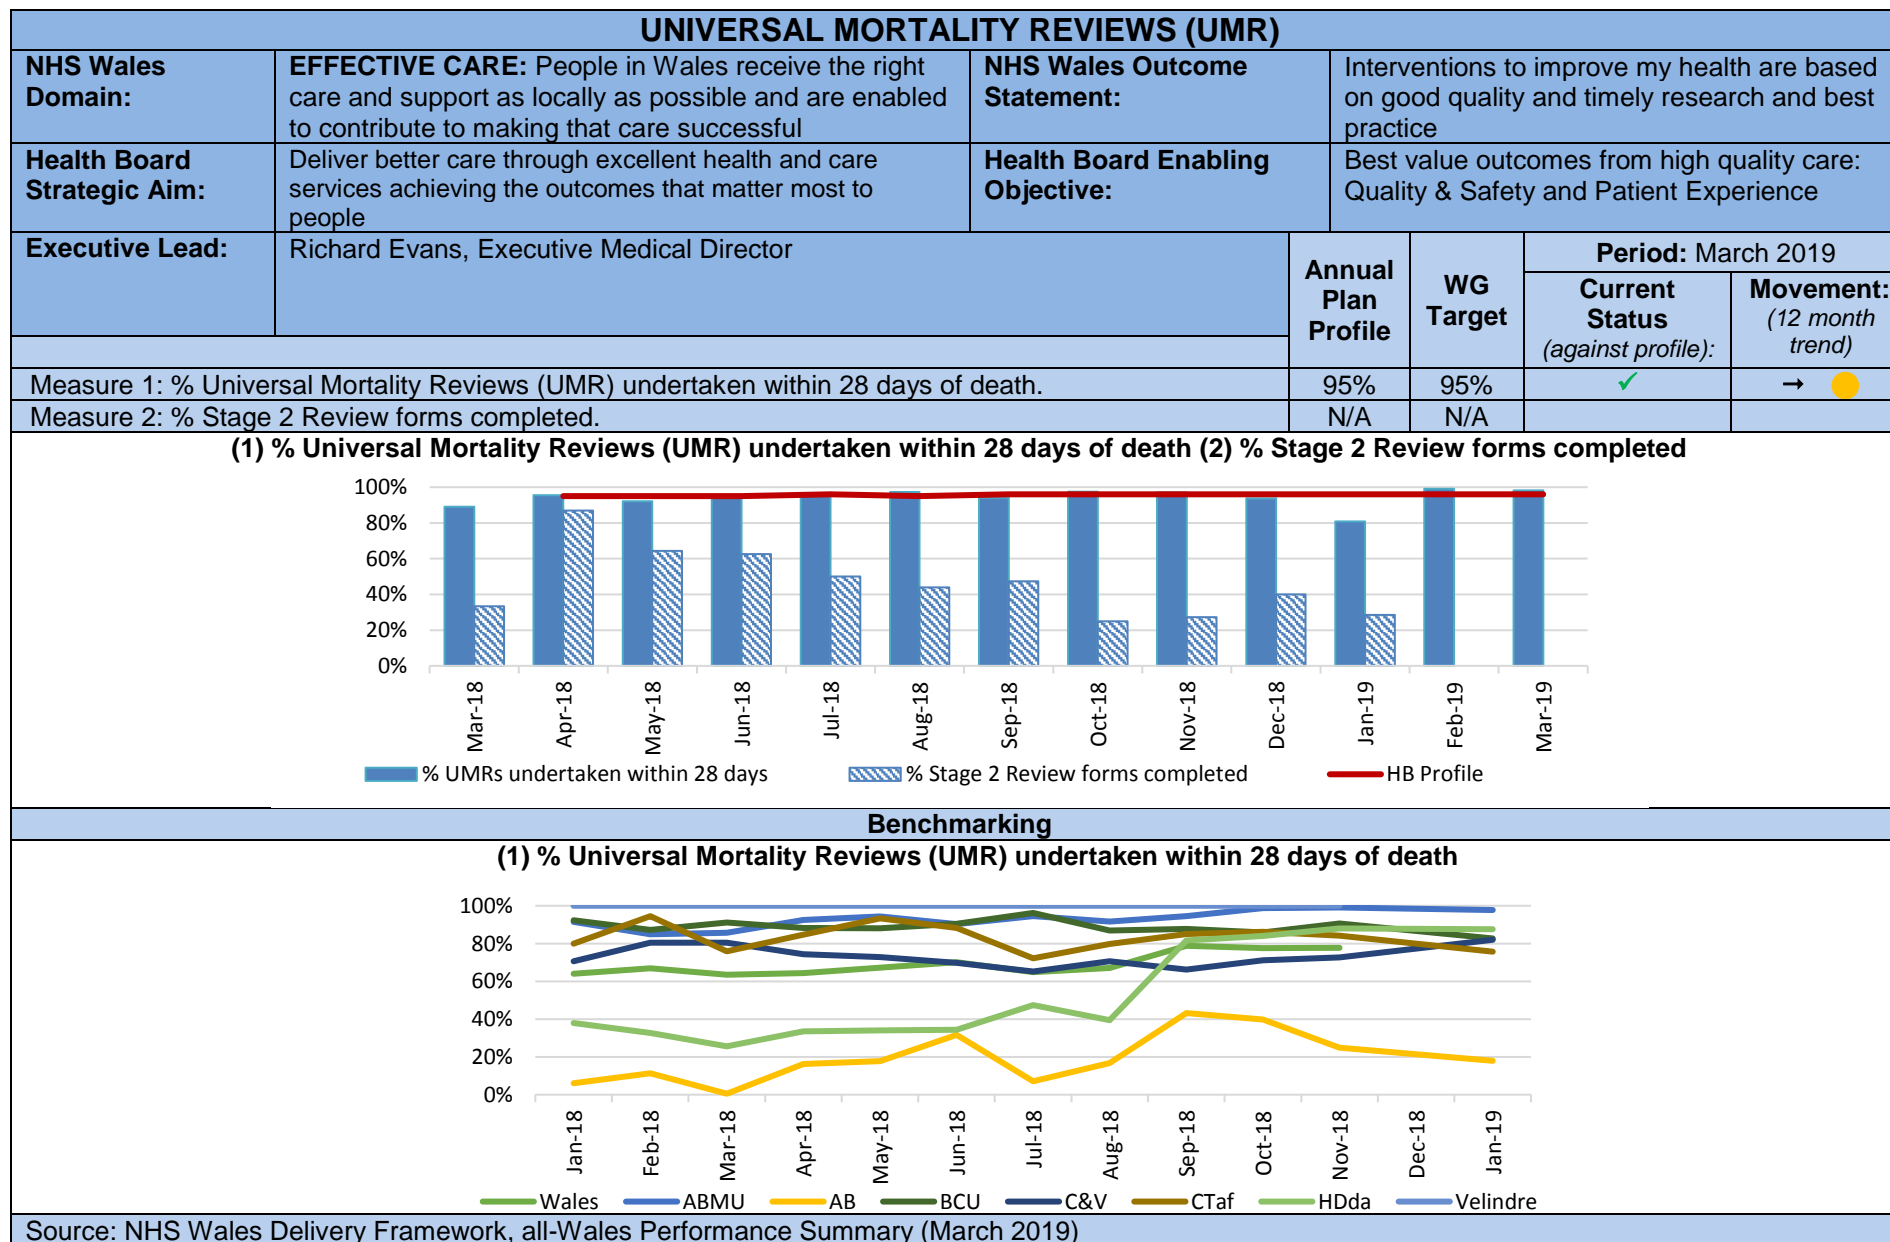 UNIVERSAL MORTALITY REVIEWS (UMR)
NHS Wales
Domain:
EFFECTIVE CARE: People in Wales receive the right
care and support as locally as possible and are enabled
to contribute to making that care successful
NHS Wales Outcome
Statement:
Interventions to improve my health are based
on good quality and timely research and best
practice
Health Board
Strategic Aim:
Deliver better care through excellent health and care
services achieving the outcomes that matter most to
people
Health Board Enabling
Objective:
Best value outcomes from high quality care:
Quality & Safety and Patient Experience
Executive Lead:
Richard Evans, Executive Medical Director
Annual
Plan
Profile
WG
Target
Period: March 2019
Current
Status
(against profile):
Movement:
(12 month
trend)
Measure 1: % Universal Mortality Reviews (UMR) undertaken within 28 days of death.
95%
95%
✓
→
Measure 2: % Stage 2 Review forms completed.
N/A
N/A
(1) % Universal Mortality Reviews (UMR) undertaken within 28 days of death (2) % Stage 2 Review forms completed
100%
80%
60%
40%
20%
0%
Mar-18
Apr-18
May-18
Jun-18
Jul-18
Aug-18
Sep-18
Oct-18
Nov-18
Dec-18
Jan-19
Feb-19
Mar-19
% UMRs undertaken within 28 days
% Stage 2 Review forms completed
HB Profile
Benchmarking
(1) % Universal Mortality Reviews (UMR) undertaken within 28 days of death
100%
80%
60%
40%
20%
0%
Jan-18
Feb-18
Mar-18
Apr-18
May-18
Jun-18
Jul-18
Aug-18
Sep-18
Oct-18
Nov-18
Dec-18
Jan-19
Wales
ABMU
AB
BCU
C&V
CTaf
HDda
Velindre
Source: NHS Wales Delivery Framework, all-Wales Performance Summary (March 2019)